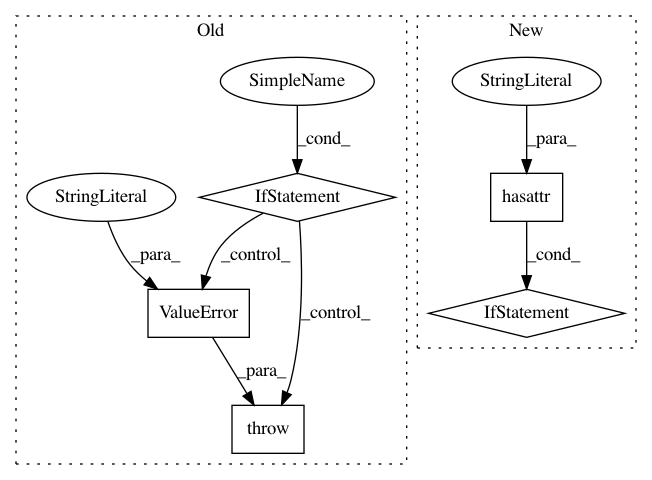 Old
New
SimpleName
StringLiteral
_cond_
_para_
StringLiteral
IfStatement
hasattr
_para_
_control_
_control_
_cond_
ValueError
IfStatement
_para_
throw